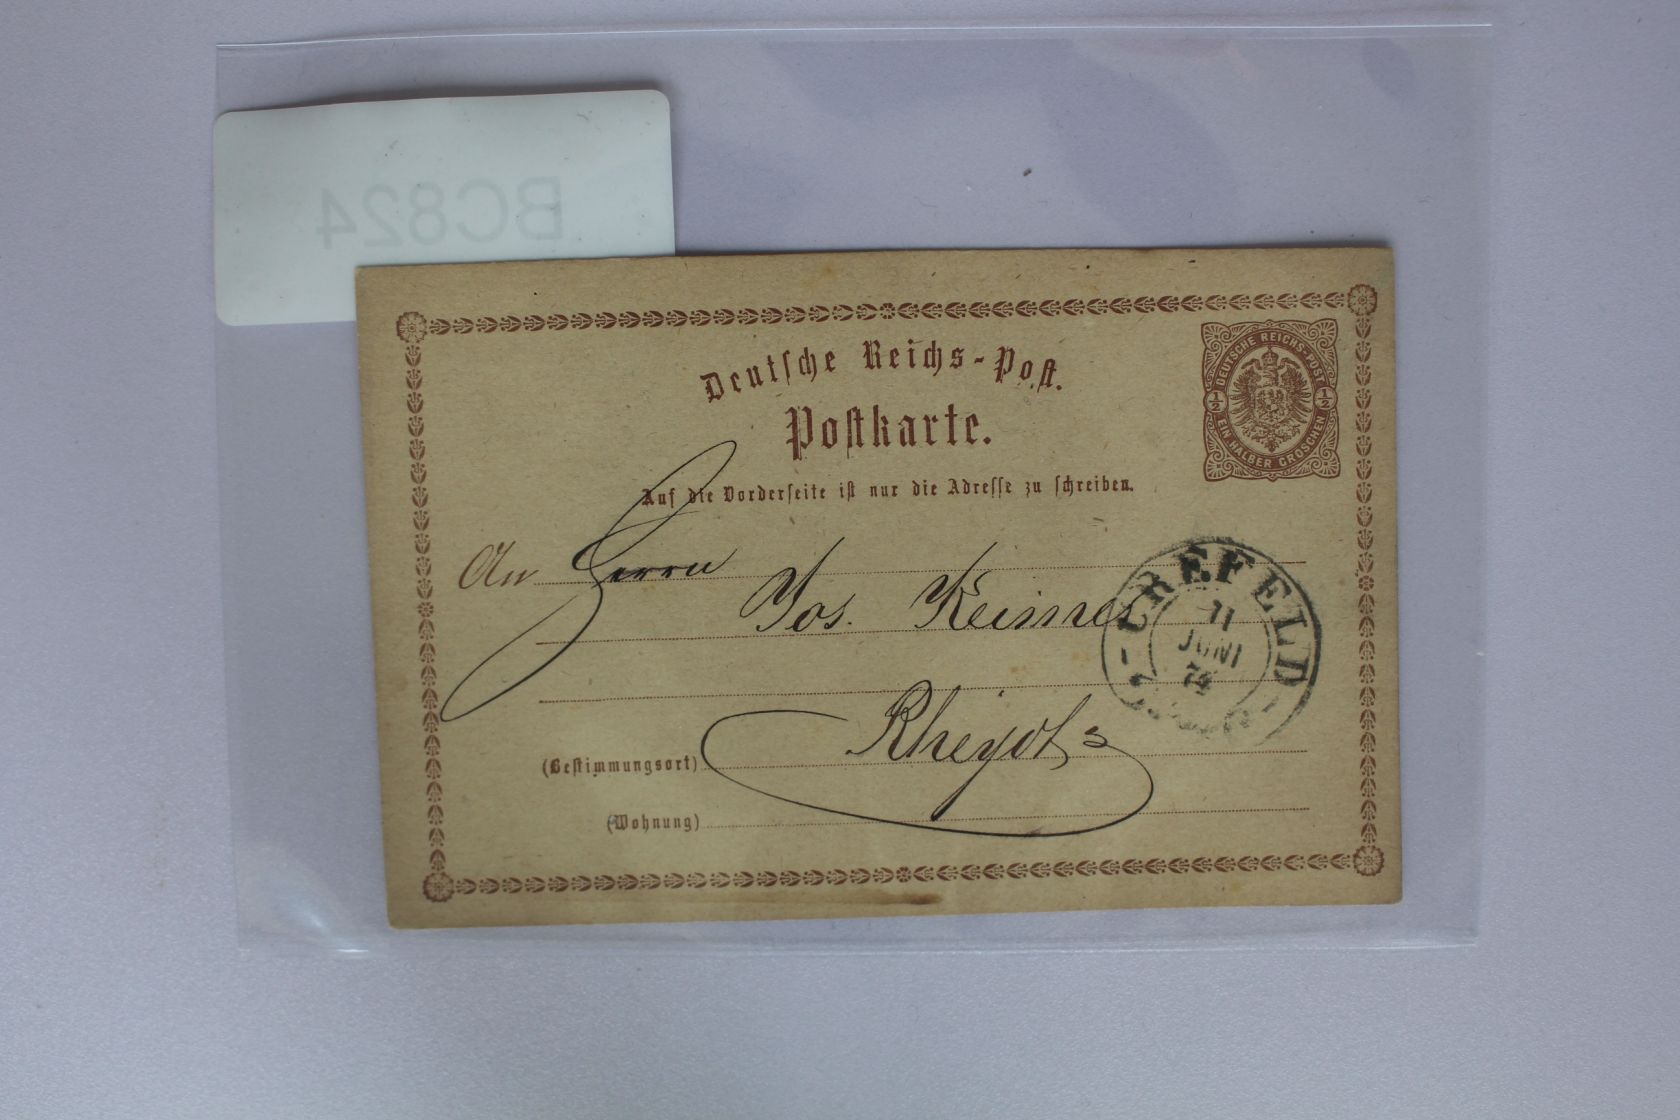 BC824
Deutsche Reichs-Post.
Postkarte.
DEUTSCHE REICHS-POST
1/2 1/2
EIN HALBER GROSCHEN
Auf die Vorderseite ist nur die Adresse zu schreiben.
An Herrn
Jos.
CREFELD
11
JUNI
74
(Bestimmungsort) Rheydt
(Wohnung)